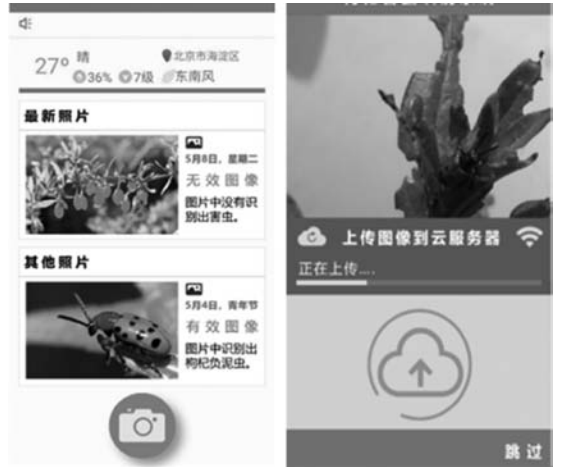 27° 晴 北京市海淀区
36% 7级 东南风
最新照片
5月8日，星期二
无效图像
图片中没有识
别出害虫。
其他照片
5月4日，青年节
有效图像
图片中识别出
枸杞负泥虫。
上传图像到云服务器
正在上传....
跳过